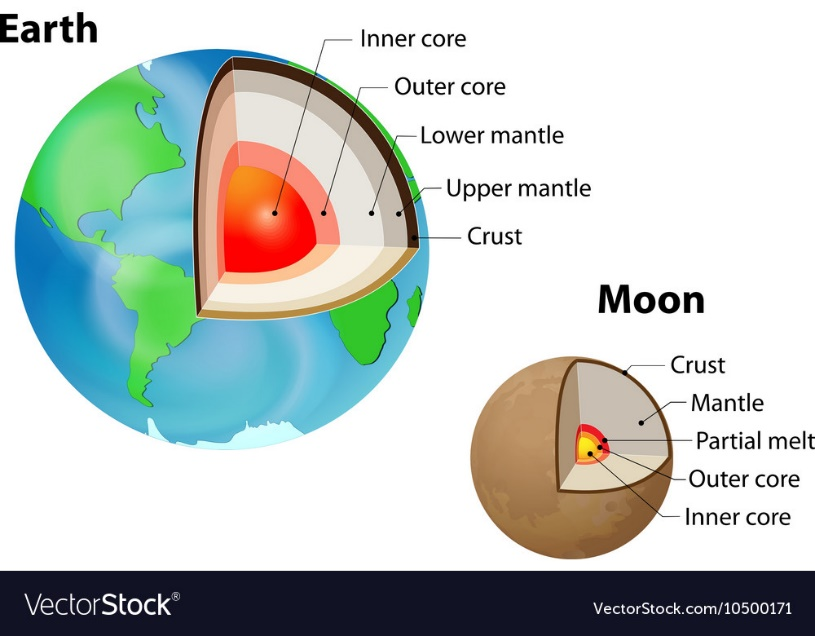 Earth
Inner core
Outer core
Lower mantle
Upper mantle
Crust
Moon
Crust
Mantle
Partial melt
Outer core
Inner core
VectorStock®
VectorStock.com/10500171